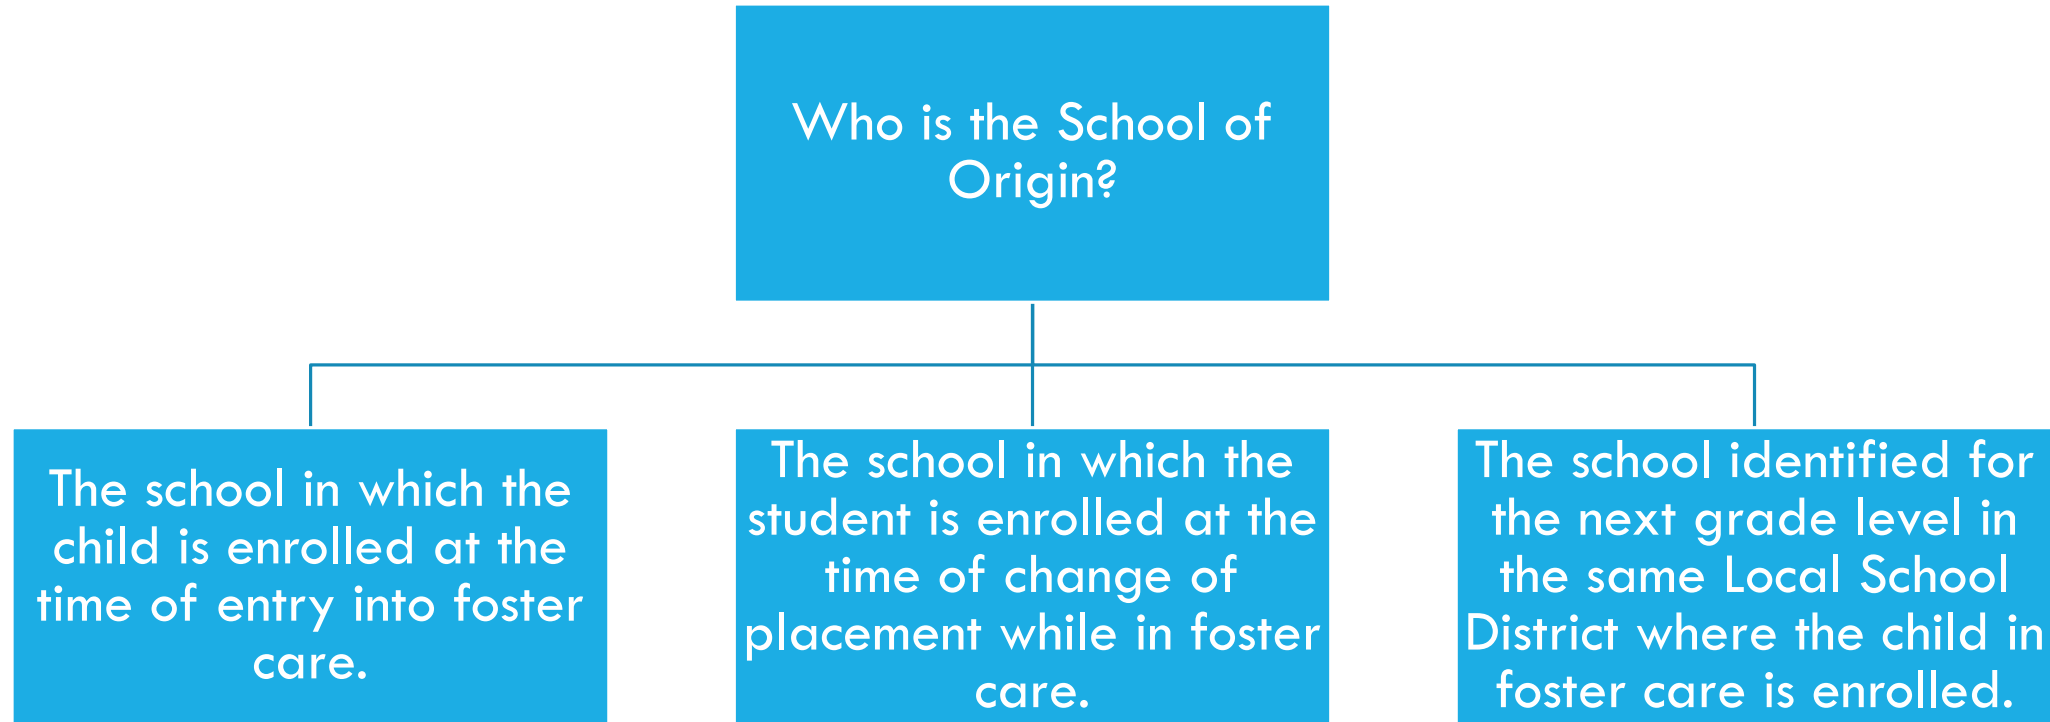 Who is the School of
Origin?
The school in which the
child is enrolled at the
time of entry into foster
care.
The school in which the
student is enrolled at the
time of change of
placement while in foster
care.
The school identified for
the next grade level in
the same Local School
District where the child in
foster care is enrolled.